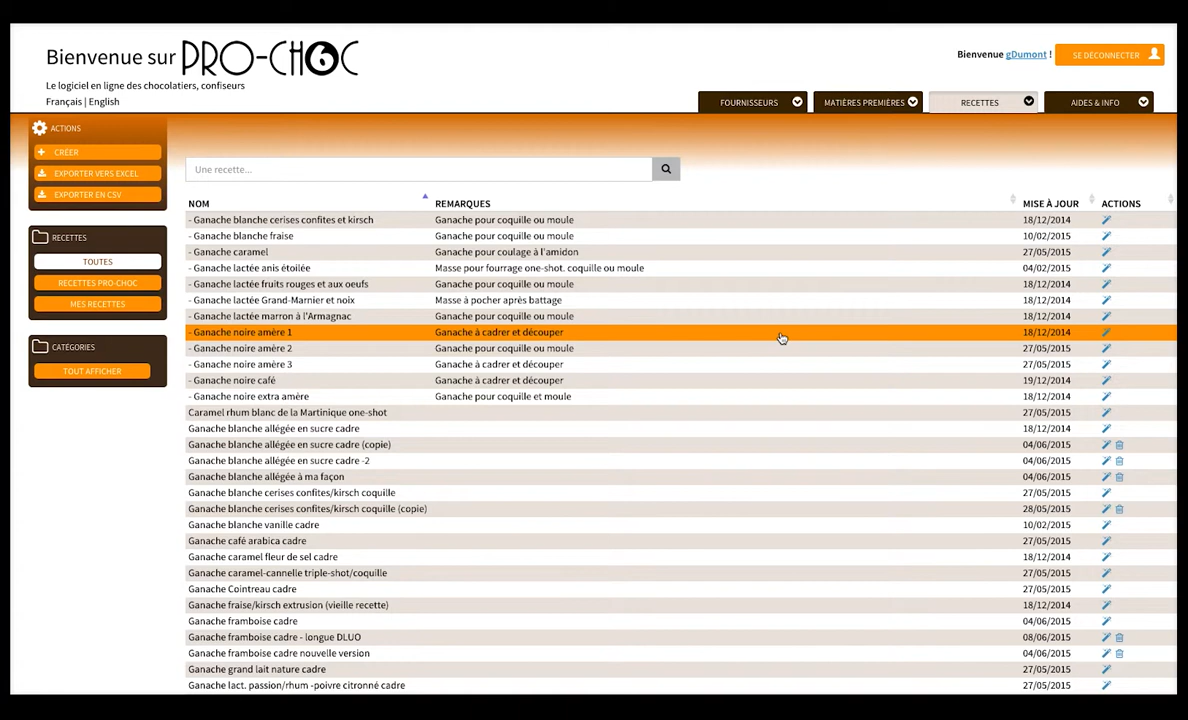 Bienvenue sur PRO-CHOC 6
Le logiciel en ligne des chocolatiers, confiseurs
Français | English
Bienvenue gDumont !
SE DÉCONNECTER
FOURNISSEURS
MATIÈRES PREMIÈRES
RECETTES
AIDES & INFO
ACTIONS
CRÉER
EXPORTER VERS EXCEL
EXPORTER EN CSV
RECETTES
TOUTES
RECETTES PRO-CHOC
MES RECETTES
CATÉGORIES
TOUT AFFICHER
Une recette...
NOM REMARQUES MISE À JOUR ACTIONS
- Ganache blanche cerises confites et kirsch Ganache pour coquille ou moule 18/12/2014
- Ganache blanche fraise Ganache pour coquille ou moule 10/02/2015
- Ganache caramel Ganache pour coulage à l'amidon 27/05/2015
- Ganache lactée anis étoilée Masse pour fourrage one-shot. coquille ou moule 04/02/2015
- Ganache lactée fruits rouges et aux oeufs Ganache pour coquille ou moule 18/12/2014
- Ganache lactée Grand-Marnier et noix Masse à pocher après battage 18/12/2014
- Ganache lactée marron à l'Armagnac Ganache pour coquille ou moule 18/12/2014
- Ganache noire amère 1 Ganache à cadrer et découper 18/12/2014
- Ganache noire amère 2 Ganache pour coquille ou moule 27/05/2015
- Ganache noire amère 3 Ganache à cadrer et découper 27/05/2015
- Ganache noire café Ganache à cadrer et découper 19/12/2014
- Ganache noire extra amère Ganache pour coquille et moule 18/12/2014
Caramel rhum blanc de la Martinique one-shot 27/05/2015
Ganache blanche allégée en sucre cadre 18/12/2014
Ganache blanche allégée en sucre cadre (copie) 04/06/2015
Ganache blanche allégée en sucre cadre -2 04/06/2015
Ganache blanche allégée à ma façon 04/06/2015
Ganache blanche cerises confites/kirsch coquille 27/05/2015
Ganache blanche cerises confites/kirsch coquille (copie) 28/05/2015
Ganache blanche vanille cadre 10/02/2015
Ganache café arabica cadre 27/05/2015
Ganache caramel fleur de sel cadre 18/12/2014
Ganache caramel-cannelle triple-shot/coquille 27/05/2015
Ganache Cointreau cadre 27/05/2015
Ganache fraise/kirsch extrusion (vieille recette) 18/12/2014
Ganache framboise cadre 04/06/2015
Ganache framboise cadre - longue DLUO 08/06/2015
Ganache framboise cadre nouvelle version 04/06/2015
Ganache grand lait nature cadre 27/05/2015
Ganache lact. passion/rhum -poivre citronné cadre 27/05/2015